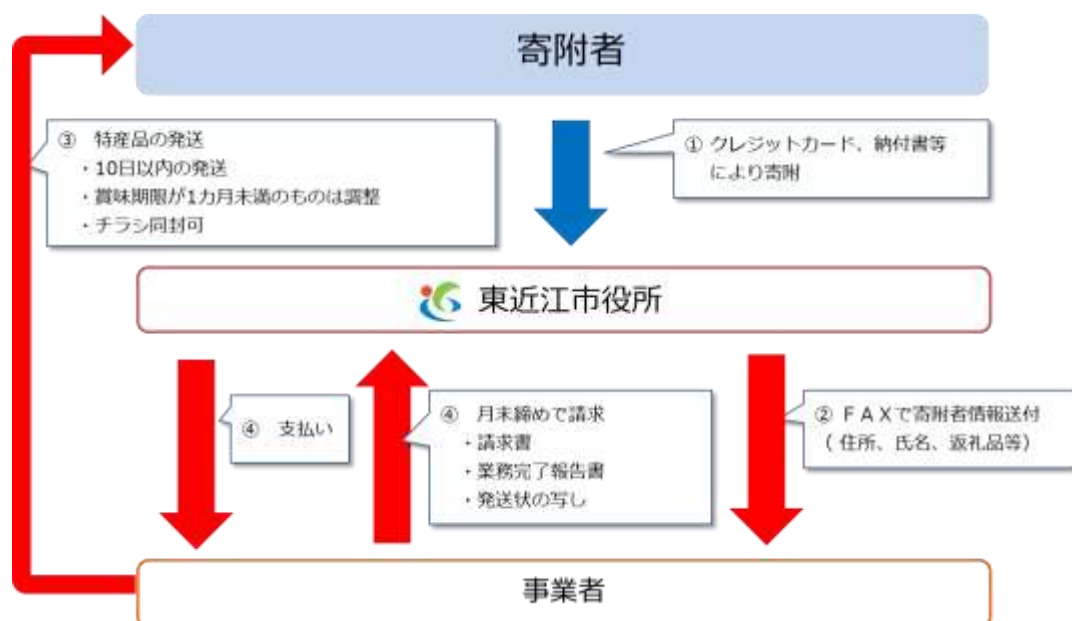 寄附者
③ 特産品の発送
・10日以内の発送
・賞味期限が1カ月未満のものは調整
・チラシ同封可
① クレジットカード、納付書等
により寄附
東近江市役所
④ 支払い
④ 月末締めで請求
・請求書
・業務完了報告書
・発送状の写し
② ＦＡＸで寄附者情報送付
（住所、氏名、返礼品等）
事業者